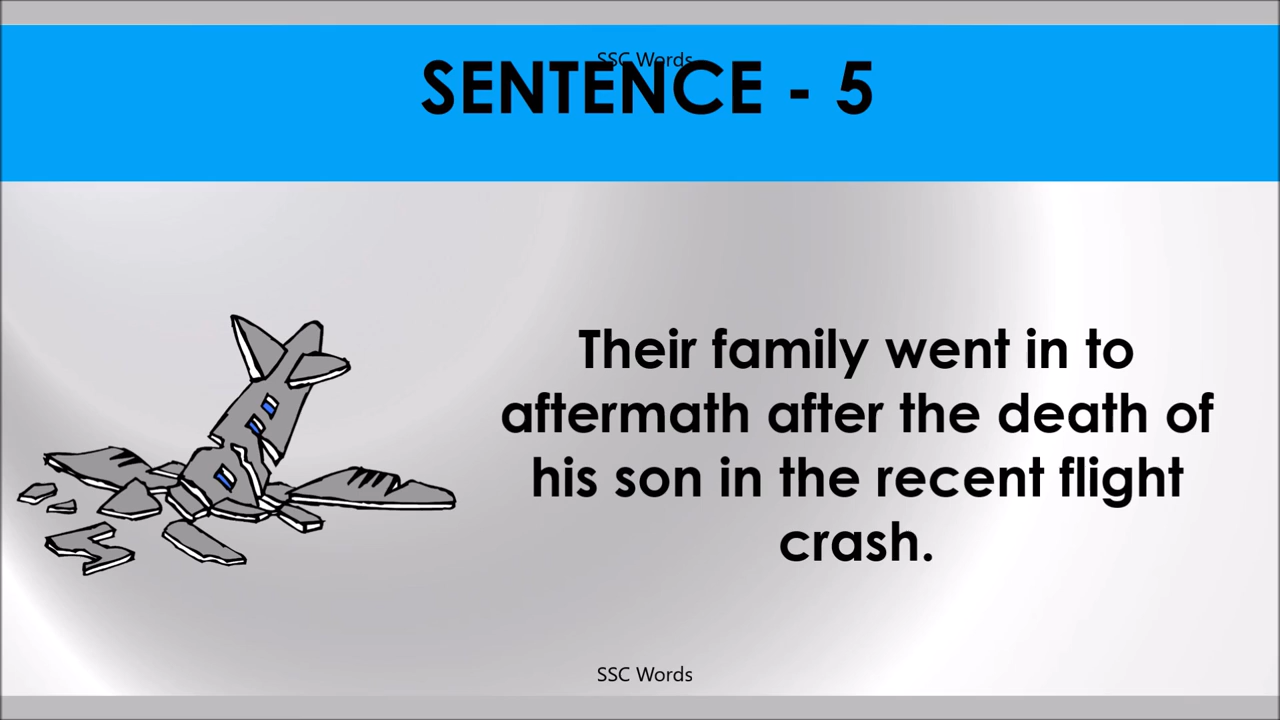 SSC Words
SENTENCE - 5
Their family went in to
aftermath after the death of
his son in the recent flight
crash.
SSC Words